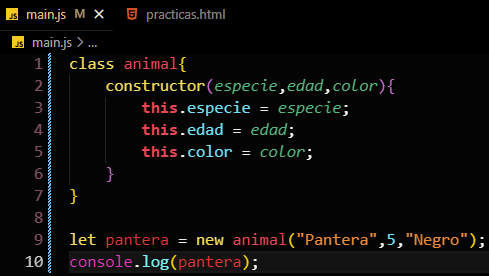 JS main.js M × practicas.html
JS main.js > ...
1 class animal{
2 constructor(especie,edad,color){
3 this.especie = especie;
4 this.edad = edad;
5 this.color = color;
6 }
7 }
8
9 let pantera = new animal("Pantera",5,"Negro");
10 console.log(pantera);